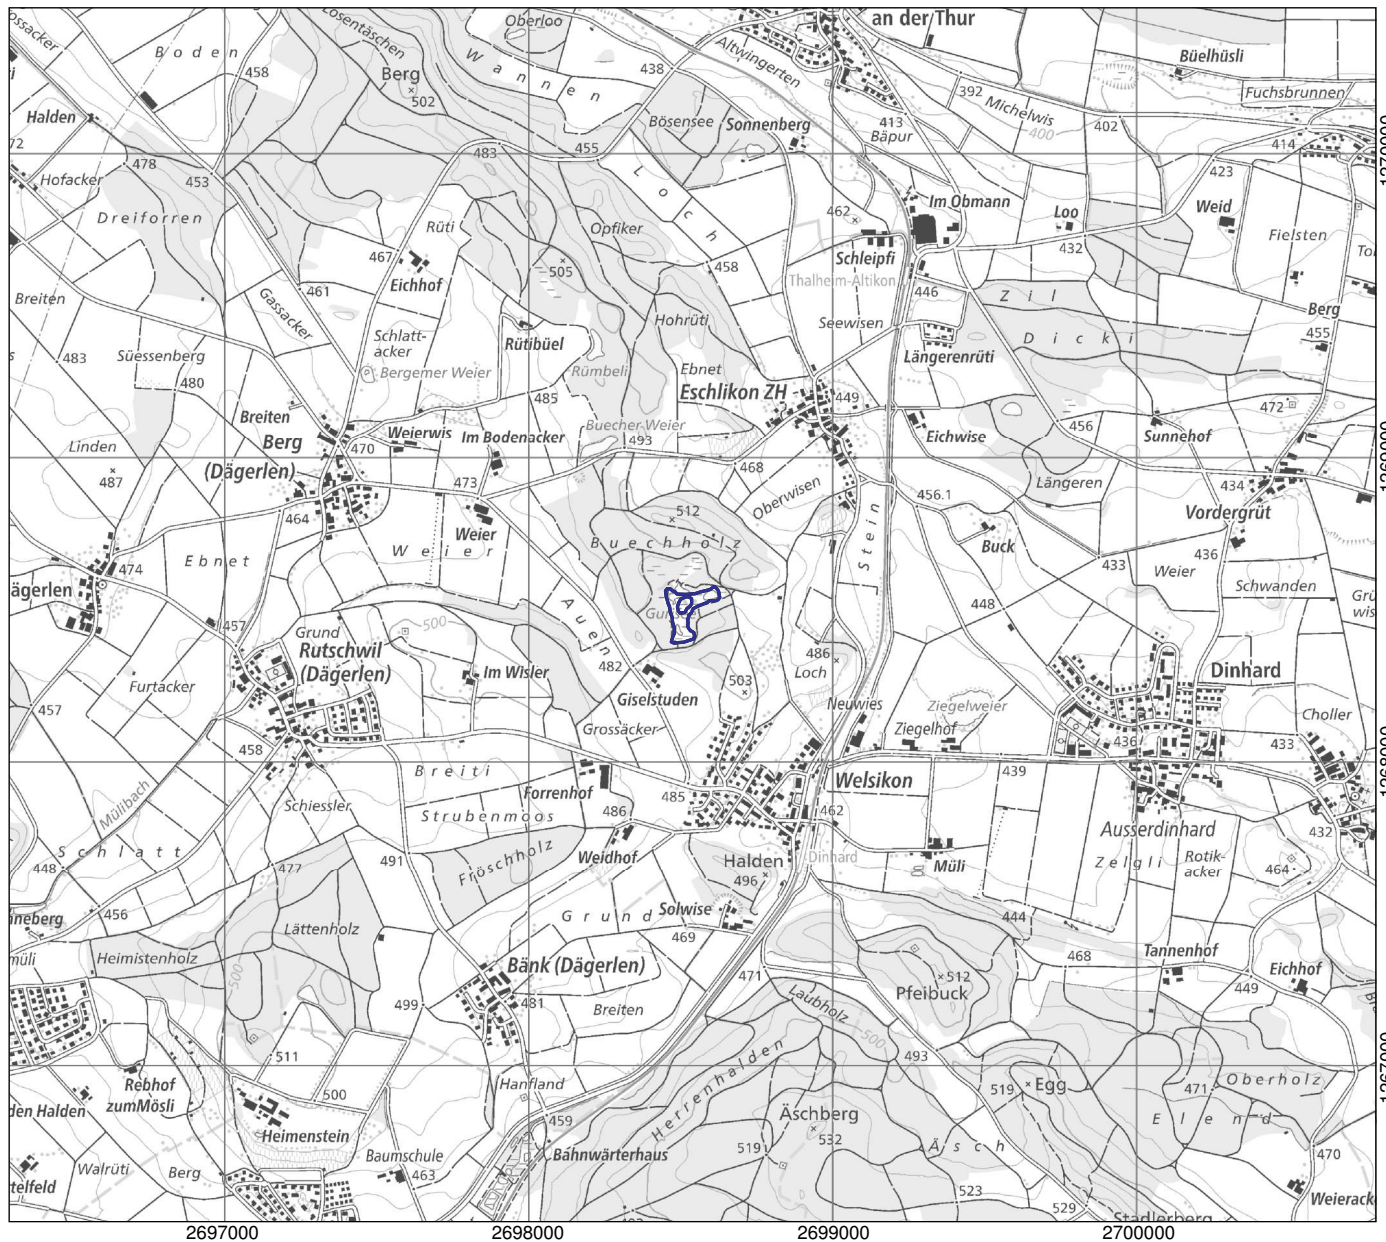 an der Thur
Oberloo
Losentäschen
Wannen
Altwingerten
Boden
458
Berg
502
438
392
Büelhüsli
Fuchsbrunnen
Michelwis
400
402
Halden
Bösensee
Sonnenberg
413
Bäpur
414
478
453
483
455
Loch
423
Hofacker
Dreiforren
Rüti
Opfiker
462
Im Obmann
Loo
432
Weid
Fielsten
467
Eichhof
505
458
Schleipfi
Thalheim-Altikon
446
Zil
Breiten
461
Gassacker
Hohrüti
Seewisen
Dicki
Berg
455
483
Süessenberg
480
Schlatt-
acker
Bergemer Weier
Rütibüel
Rümbeli
Ebnet
Eschlikon ZH
449
Längerenrüti
472
Breiten
Berg
(Dägerlen)
470
Weierwis
Im Bodenacker
485
Buecher Weier
493
Eichwise
456
Sunnehof
Linden
487
473
468
Oberwisen
456.1
Längeren
434
Vordergrüt
464
Weier
Weier
512
Buechholz
Stein
Buck
433
436
Weier
Schwanden
474
Ebnet
Auen
448
457
Grund
Rutschwil
(Dägerlen)
500
482
Giselstuden
503
486
Loch
Dinhard
Furtacker
Im Wisler
Grossäcker
Neuwies
Ziegelweier
Ziegelhof
Choller
457
458
436
433
Breiti
Forrenhof
485
Welsikon
439
Müllbach
Schiessler
Strubenmoos
486
462
Ausserdinhard
432
Schlatt
448
477
491
Fröschholz
Weidhof
Halden
496
Dinhard
Müli
Zelgli
Rotik-
acker
464
456
Lättenholz
Grund
Solwise
469
444
Tannenhof
Heimistenholz
500
Bänk (Dägerlen)
471
512
Pfeibuck
468
449
Eichhof
499
481
Breiten
Laubholz
500
493
511
Rebhof
zumMösli
500
Hanfland
Herrenhalden
519
Egg
471
Oberholz
Elend
Heimenstein
459
Äschberg
532
519
Äsch
Walrüti
Berg
Baumschule
463
Bahnwärterhaus
470
523
529
Stadlerberg
2697000
2698000
2699000
2700000